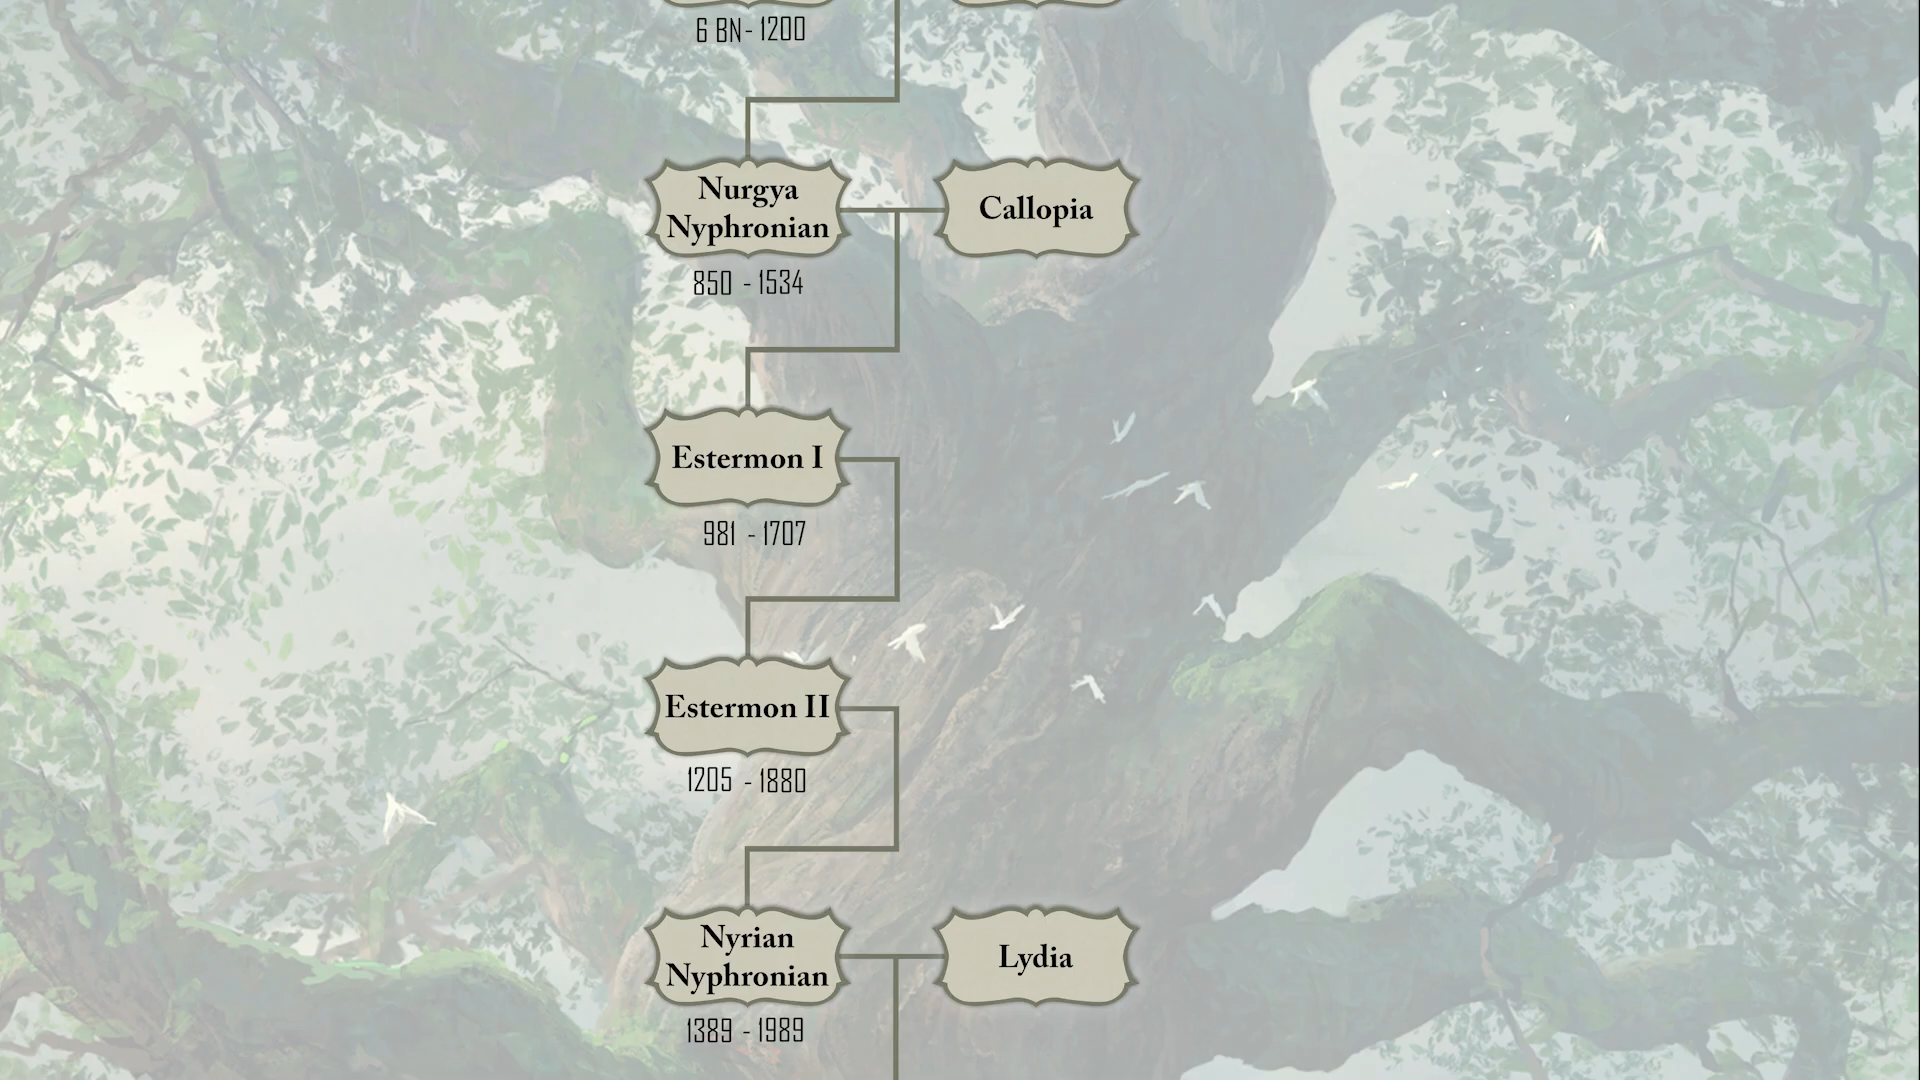 6 BN- 1200
Nurgya
Nyphronian
Callopia
850 - 1534
Estermon I
981 - 1707
Estermon II
1205 - 1880
Nyrian
Nyphronian
Lydia
1389 - 1989